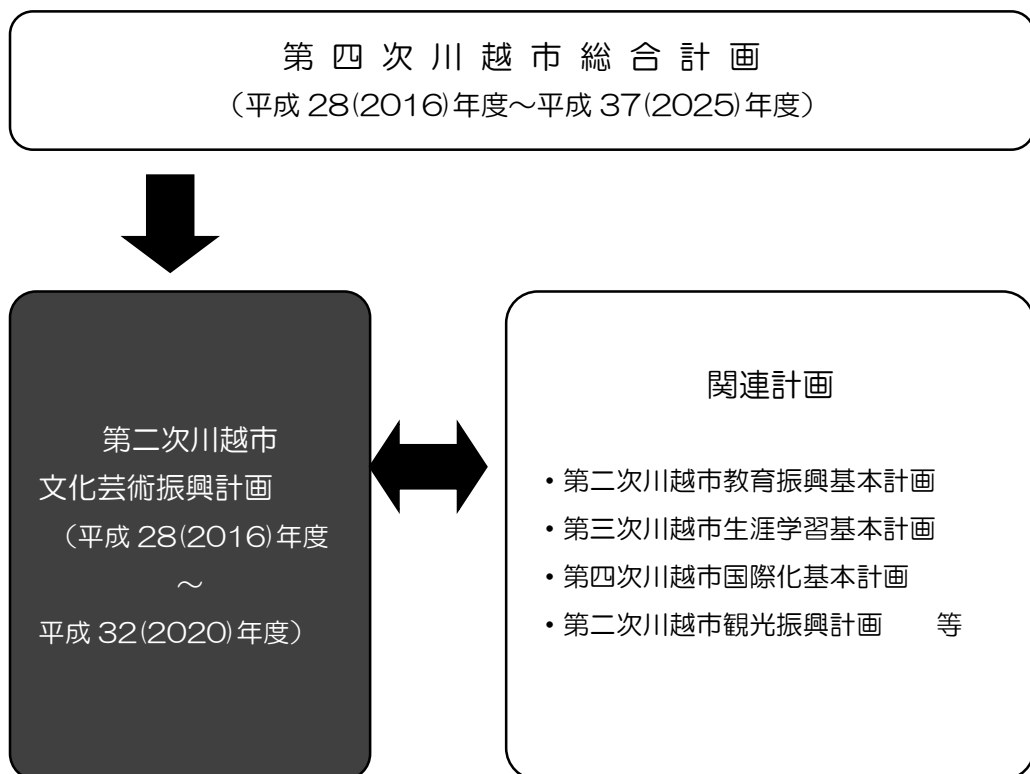 第四次川越市総合計画
（平成 28(2016)年度～平成 37(2025)年度）
第二次川越市
文化芸術振興計画
（平成 28(2016)年度
～
平成 32(2020)年度）
関連計画
・第二次川越市教育振興基本計画
・第三次川越市生涯学習基本計画
・第四次川越市国際化基本計画
・第二次川越市観光振興計画　　等